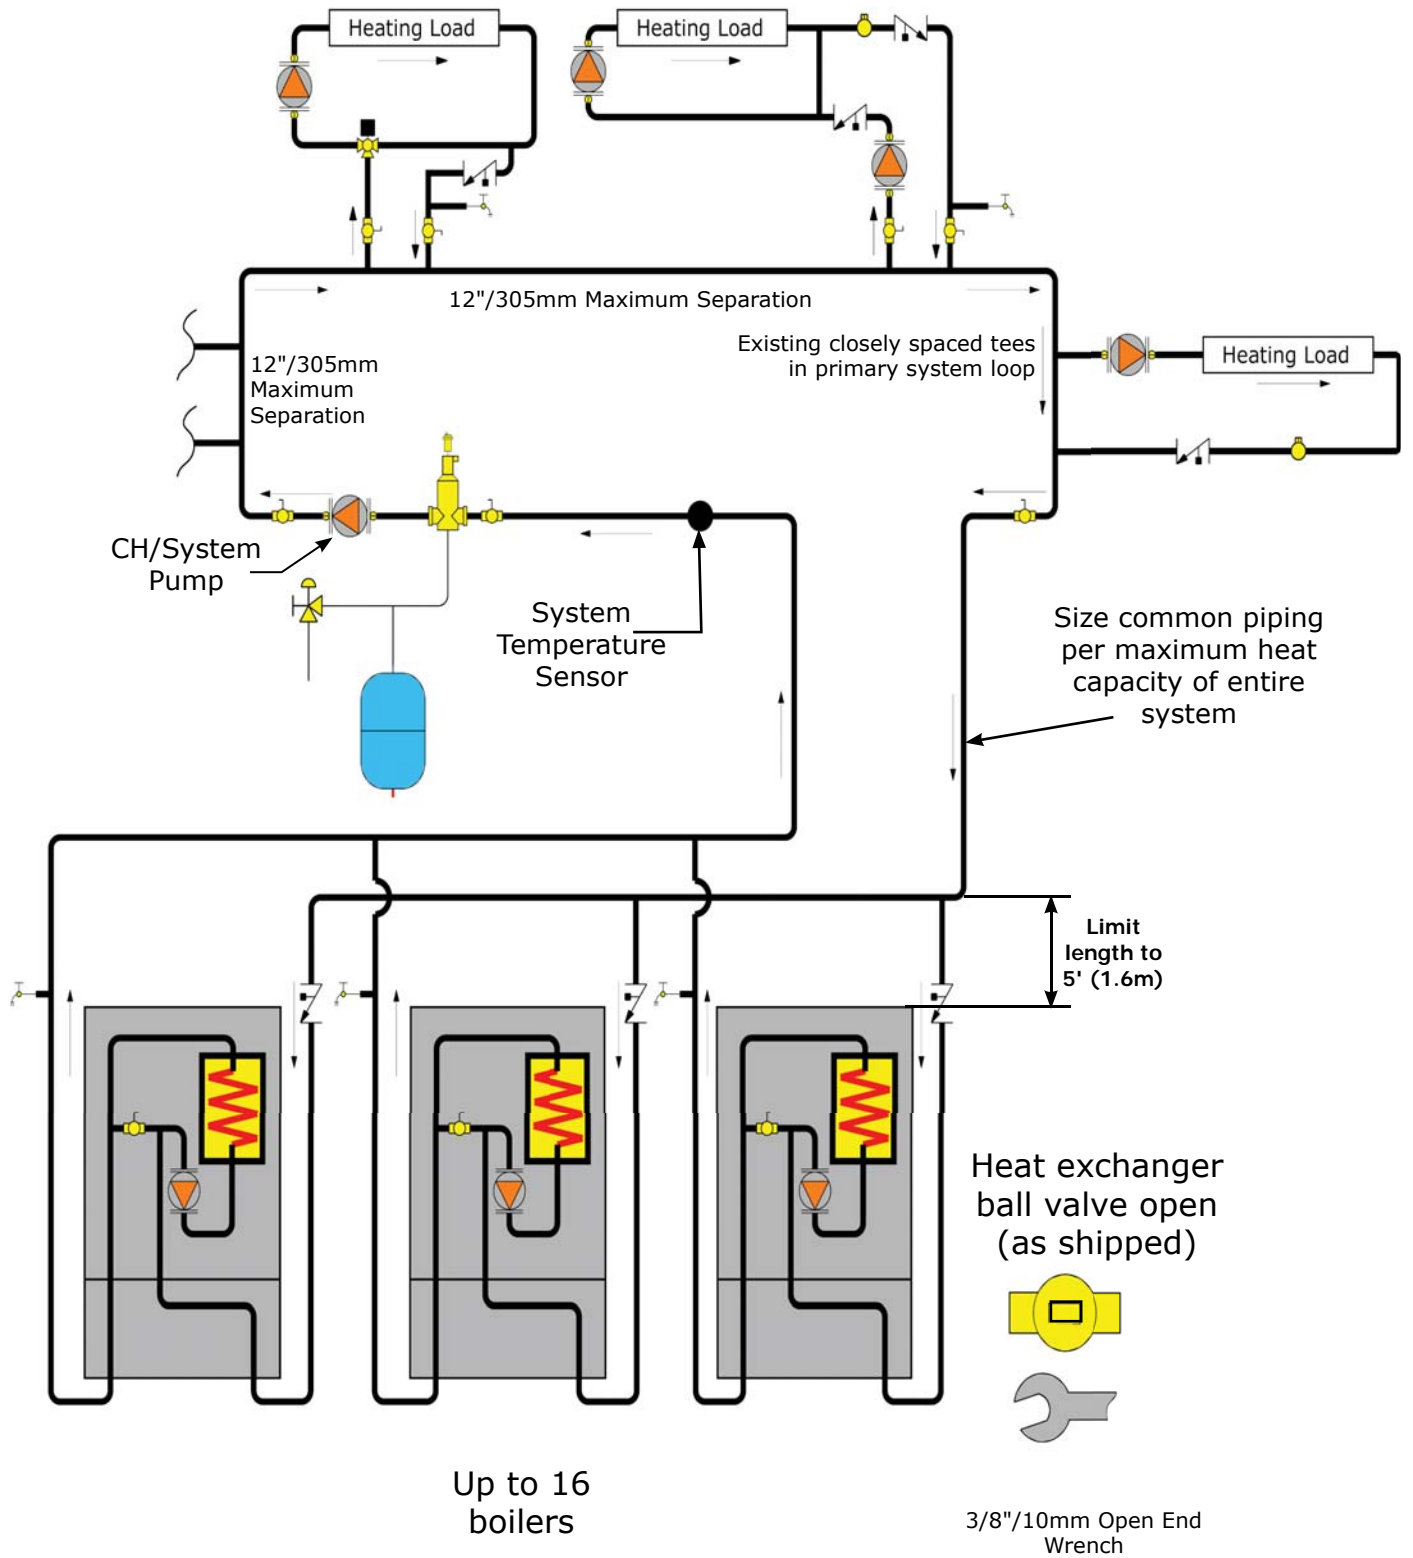 Heating Load
Heating Load
12"/305mm Maximum Separation
Existing closely spaced tees
in primary system loop
Heating Load
12"/305mm
Maximum
Separation
CH/System
Pump
System
Temperature
Sensor
Size common piping
per maximum heat
capacity of entire
system
Limit
length to
5' (1.6m)
Heat exchanger
ball valve open
(as shipped)
Up to 16
boilers
3/8"/10mm Open End
Wrench